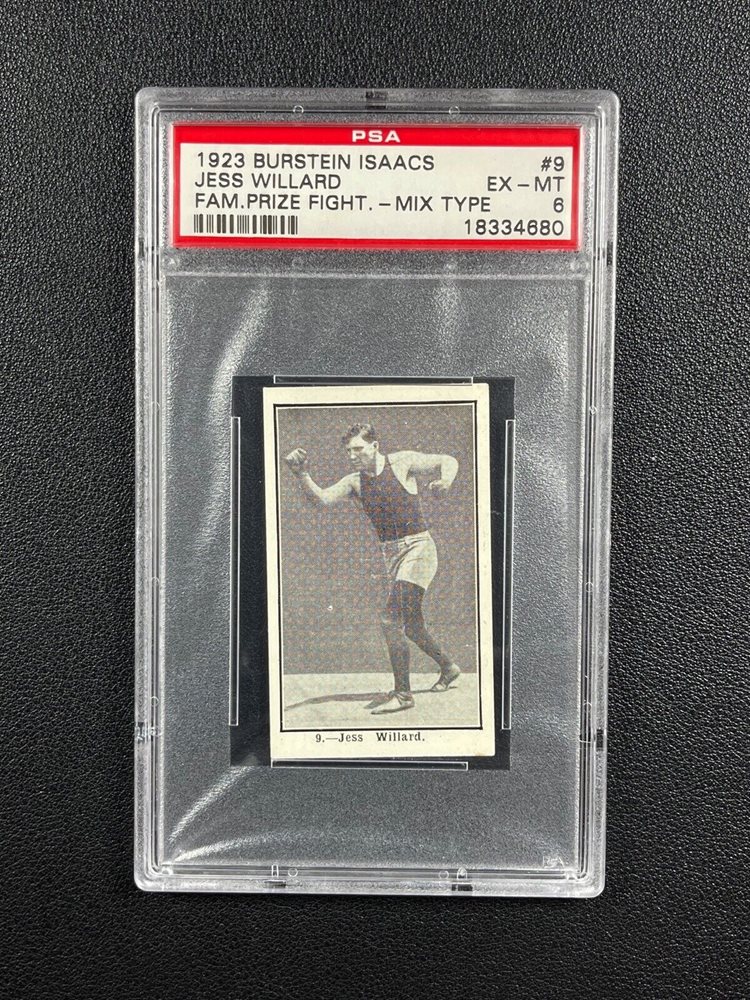 PSA
1923 BURSTEIN ISAACS #9
JESS WILLARD EX-MT
FAM.PRIZE FIGHT.-MIX TYPE 6
18334680
9.—Jess Willard.
PSA